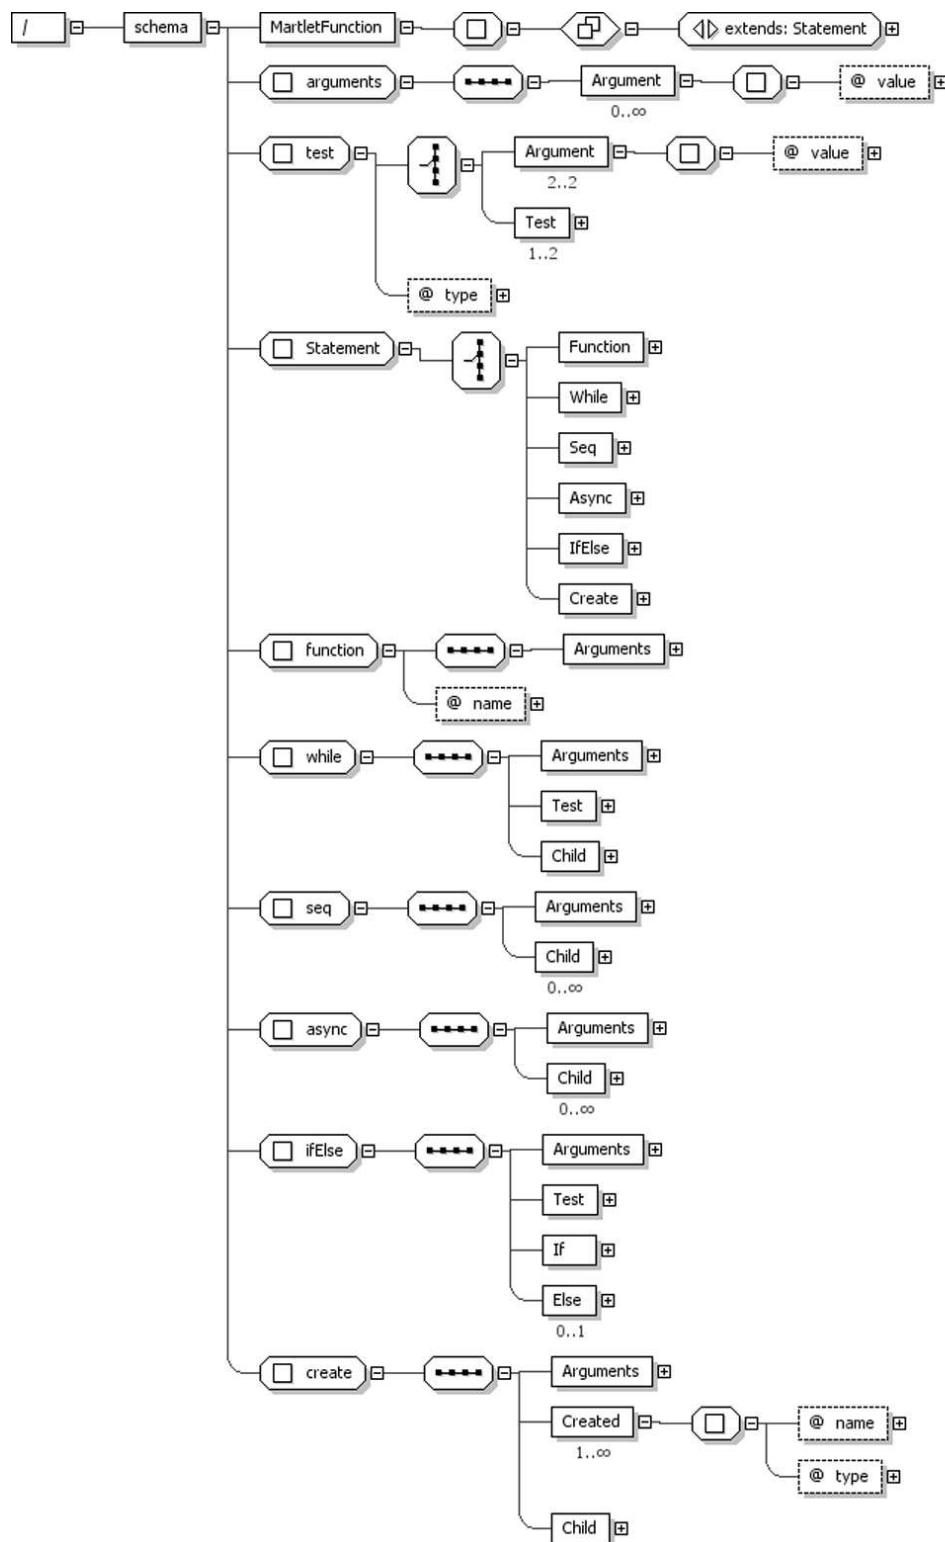 / schema MartletFunction extends: Statement
arguments Argument @ value
0..∞
test Argument @ value
2..2
Test
1..2
@ type
Statement Function
While
Seq
Async
IfElse
Create
function Arguments
@ name
while Arguments
Test
Child
seq Arguments
Child
0..∞
async Arguments
Child
0..∞
ifElse Arguments
Test
If
Else
0..1
create Arguments
Created @ name
1..∞
@ type
Child